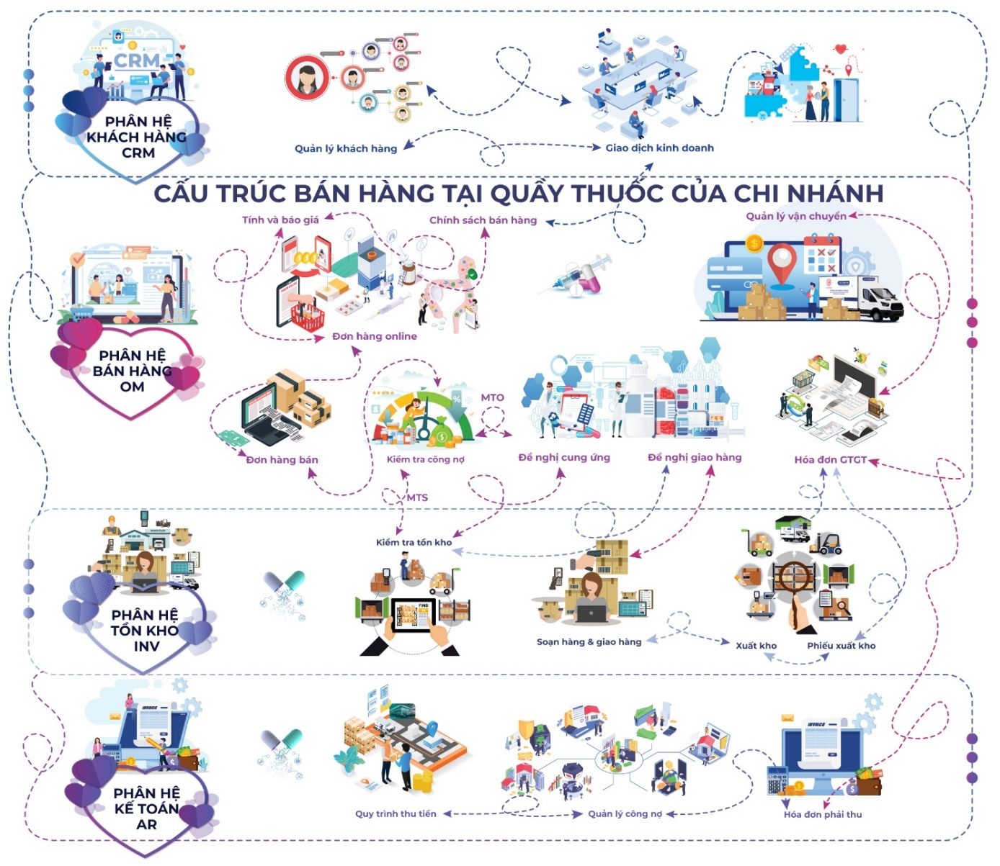 CRM
PHÂN HỆ
KHÁCH HÀNG
CRM
Quản lý khách hàng
Giao dịch kinh doanh
CẤU TRÚC BÁN HÀNG TẠI QUẦY THUỐC CỦA CHI NHÁNH
Tính và báo giá
Chính sách bán hàng
Quản lý vận chuyển
Đơn hàng online
PHÂN HỆ
BÁN HÀNG
OM
MTO
Đơn hàng bán
Kiểm tra công nợ
Đề nghị cung ứng
Đề nghị giao hàng
Hóa đơn GTGT
MTS
Kiểm tra tồn kho
FIND
PHÂN HỆ
TỒN KHO
INV
Soạn hàng & giao hàng
Xuất kho
Phiếu xuất kho
INVOICE
INVOICE
PHÂN HỆ
KẾ TOÁN
AR
Quy trình thu tiền
Quản lý công nợ
Hóa đơn phải thu